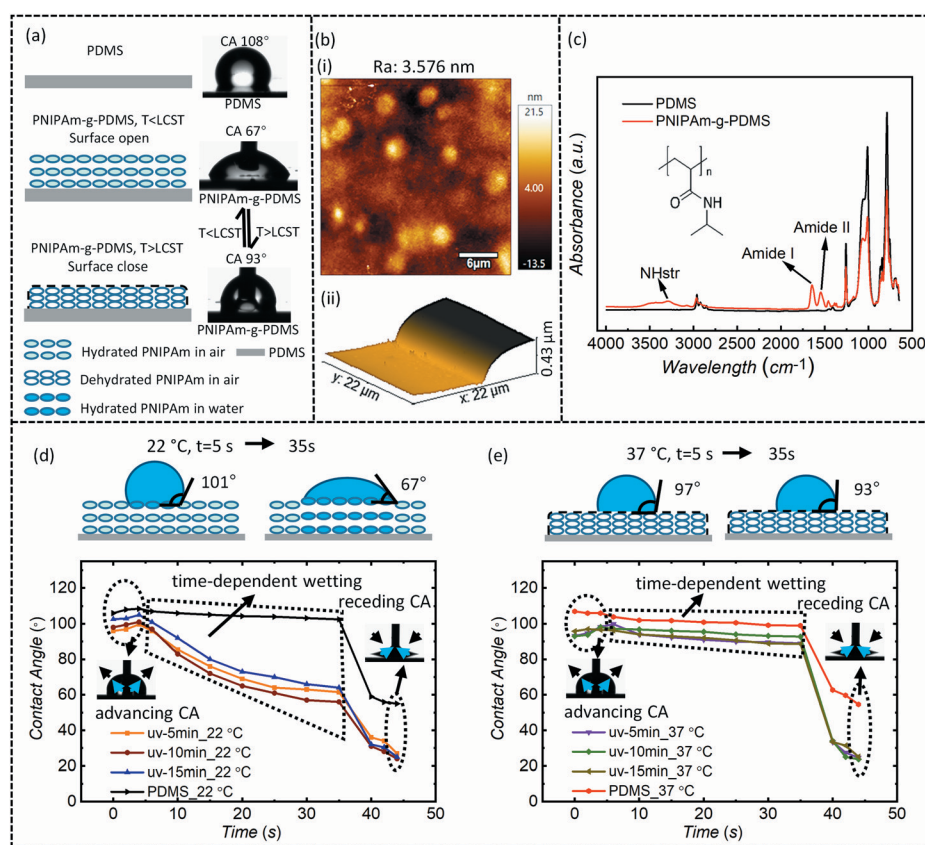 (a)
PDMS
CA 108°
PDMS
PNIPAm-g-PDMS, T<LCST
Surface open
CA 67°
PNIPAm-g-PDMS
T<LCST
T>LCST
PNIPAm-g-PDMS, T>LCST
Surface close
CA 93°
PNIPAm-g-PDMS
Hydrated PNIPAm in air
PDMS
Dehydrated PNIPAm in air
Hydrated PNIPAm in water
(b)
(i)
Ra: 3.576 nm
nm
21.5
4.00
-13.5
6μm
(ii)
y: 22 μm
x: 22 μm
0.43 μm
(c)
PDMS
PNIPAm-g-PDMS
n
O
NH
NHstr
Amide I
Amide II
Absorbance (a.u.)
4000 3500 3000 2500 2000 1500 1000 500
Wavelength (cm-1)
(d)
22 °C, t=5 s 35s
101°
67°
time-dependent wetting
receding CA
advancing CA
uv-5min_22 °C
uv-10min_22 °C
uv-15min_22 °C
PDMS_22 °C
Contact Angle (°)
120
100
80
60
40
20
0
0 10 20 30 40 50
Time (s)
(e)
37 °C, t=5 s 35s
97°
93°
time-dependent wetting
receding CA
advancing CA
uv-5min_37 °C
uv-10min_37 °C
uv-15min_37 °C
PDMS_37 °C
Contact Angle (°)
120
100
80
60
40
20
0
0 10 20 30 40 50
Time (s)